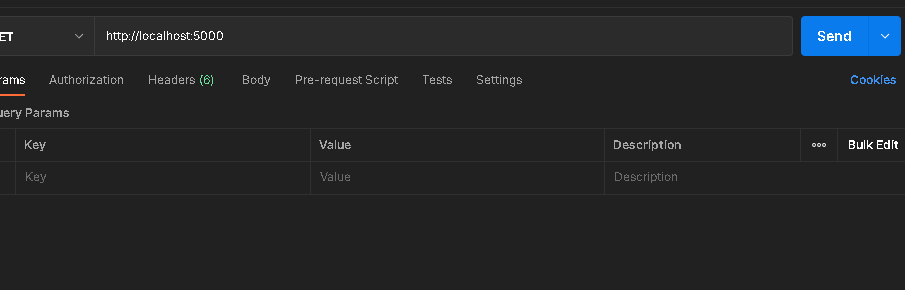 ET http://localhost:5000 Send
rams Authorization Headers (6) Body Pre-request Script Tests Settings Cookies
uery Params
Key Value Description Bulk Edit
Key Value Description